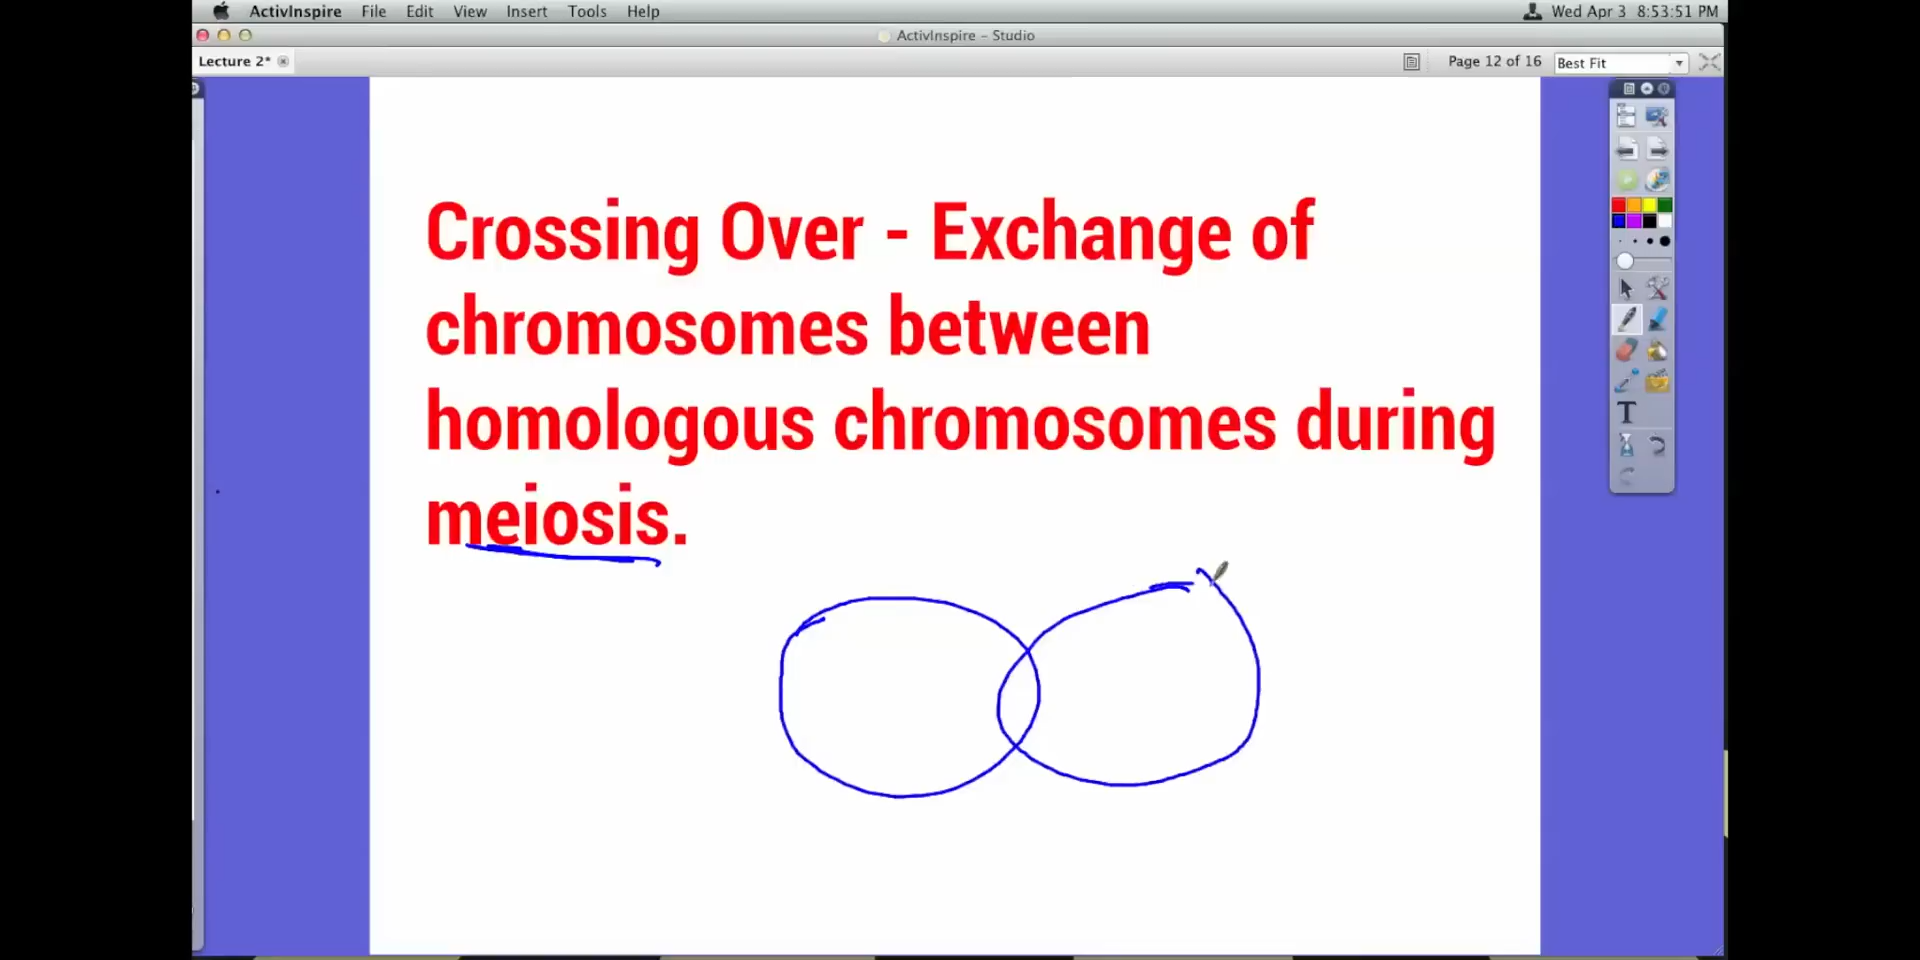 ActivInspire File Edit View Insert Tools Help Wed Apr 3 8:53:51 PM
ActivInspire - Studio
Lecture 2* Page 12 of 16 Best Fit
Crossing Over - Exchange of
chromosomes between
homologous chromosomes during
meiosis.
T